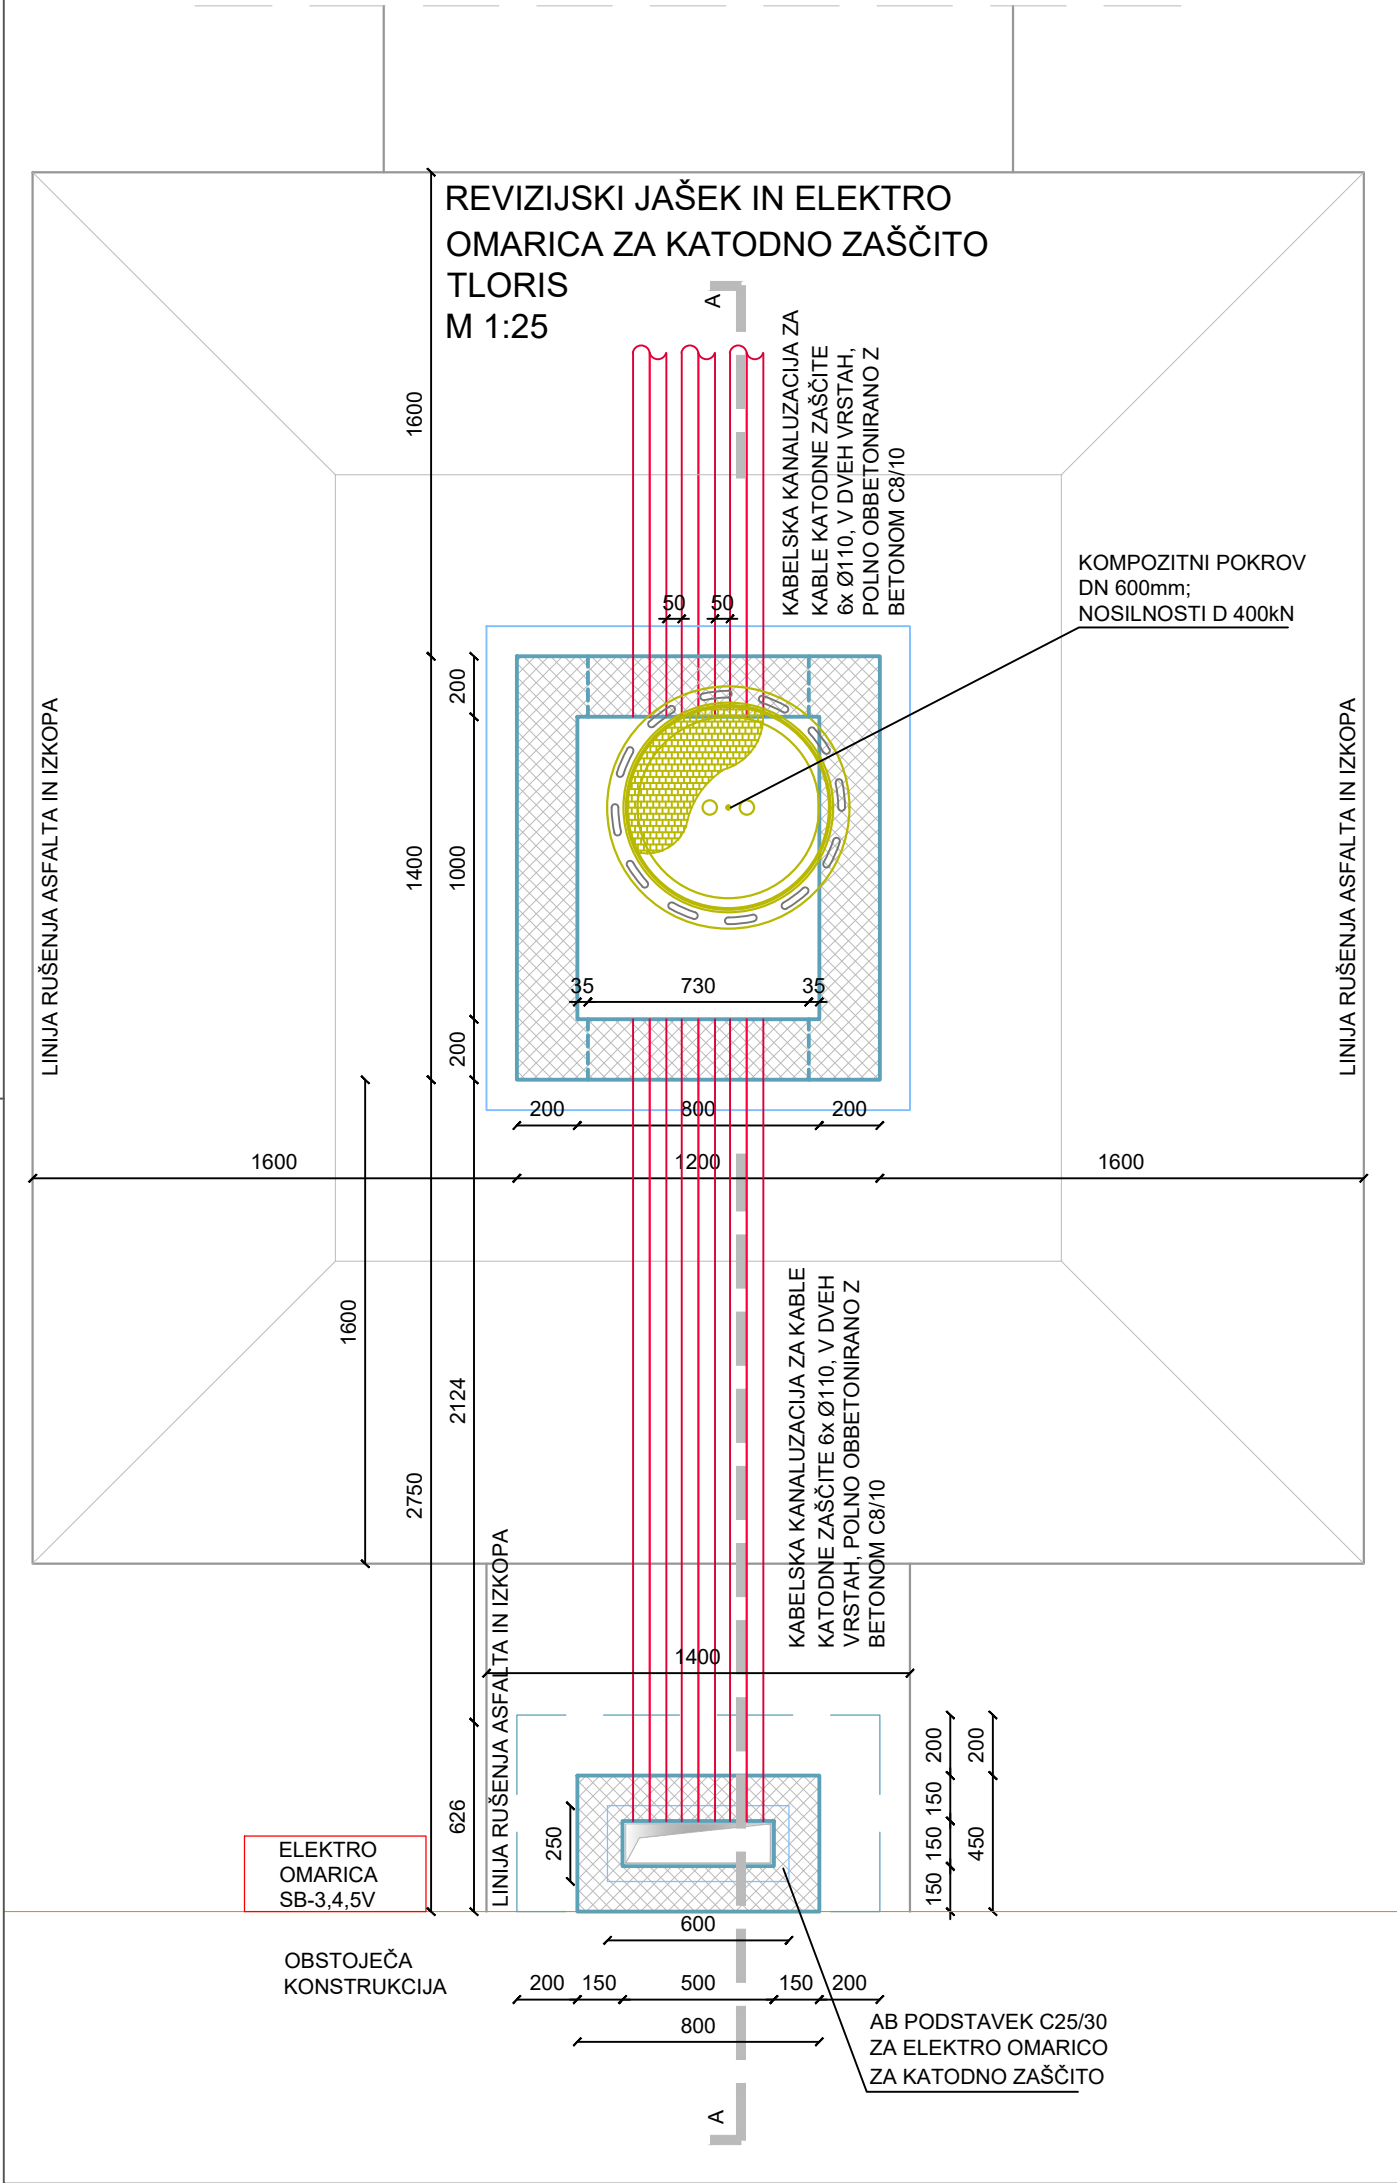 REVIZIJSKI JAŠEK IN ELEKTRO
OMARICA ZA KATODNO ZAŠČITO
TLORIS
M 1:25
A
KABELSKA KANALUZACIJA ZA
KABLE KATODNE ZAŠČITE
6x Ø110, V DVEH VRSTAH,
POLNO OBBETONIRANO Z
BETONOM C8/10
1600
KOMPOZITNI POKROV
DN 600mm;
NOSILNOSTI D 400kN
50
50
200
LINIJA RUŠENJA ASFALTA IN IZKOPA
LINIJA RUŠENJA ASFALTA IN IZKOPA
1400
1000
35
730
35
200
200
800
200
1600
1200
1600
1600
2124
2750
KABELSKA KANALUZACIJA ZA KABLE
KATODNE ZAŠČITE 6x Ø110, V DVEH
VRSTAH, POLNO OBBETONIRANO Z
BETONOM C8/10
LINIJA RUŠENJA ASFALTA IN IZKOPA
1400
200
200
150
626
250
150
450
150
ELEKTRO
OMARICA
SB-3,4,5V
600
OBSTOJEČA
KONSTRUKCIJA
200
150
500
150
200
800
AB PODSTAVEK C25/30
ZA ELEKTRO OMARICO
ZA KATODNO ZAŠČITO
A